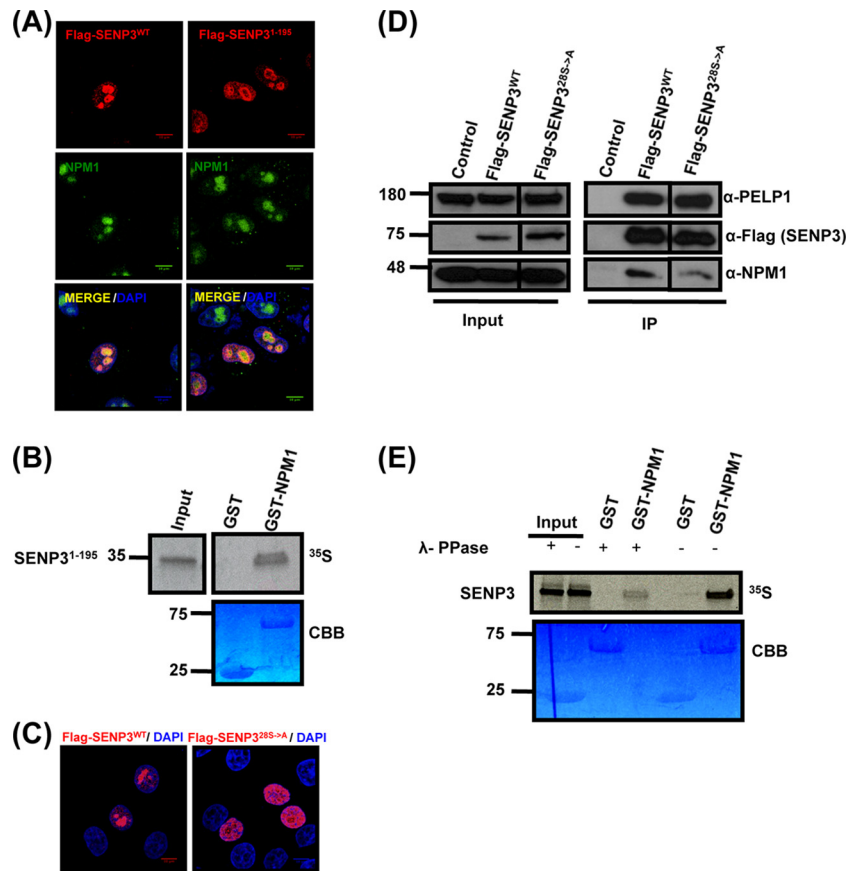 (A)
Flag-SENP3WT
Flag-SENP31-195
NPM1
NPM1
MERGE /DAPI
MERGE /DAPI
(D)
Control
Flag-SENP3WT
Flag-SENP328S->A
Control
Flag-SENP3WT
Flag-SENP328S->A
180
α-PELP1
75
α-Flag (SENP3)
48
α-NPM1
Input
IP
(B)
Input
GST
GST-NPM1
SENP31-195
35
35S
75
CBB
25
(E)
Input
GST
GST-NPM1
GST
GST-NPM1
λ- PPase
+ - + + - -
SENP3
35S
75
CBB
25
(C)
Flag-SENP3WT/ DAPI
Flag-SENP328S->A/ DAPI